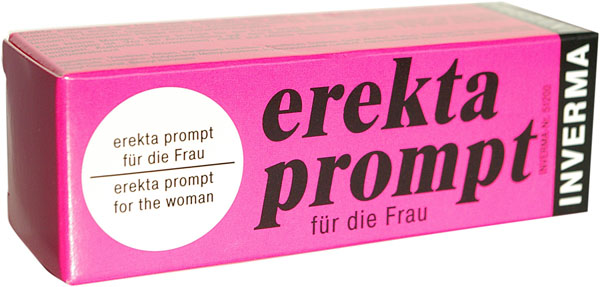 erekta prompt
für die Frau
erekta prompt
for the woman
erekta
prompt
für die Frau
INVERMA